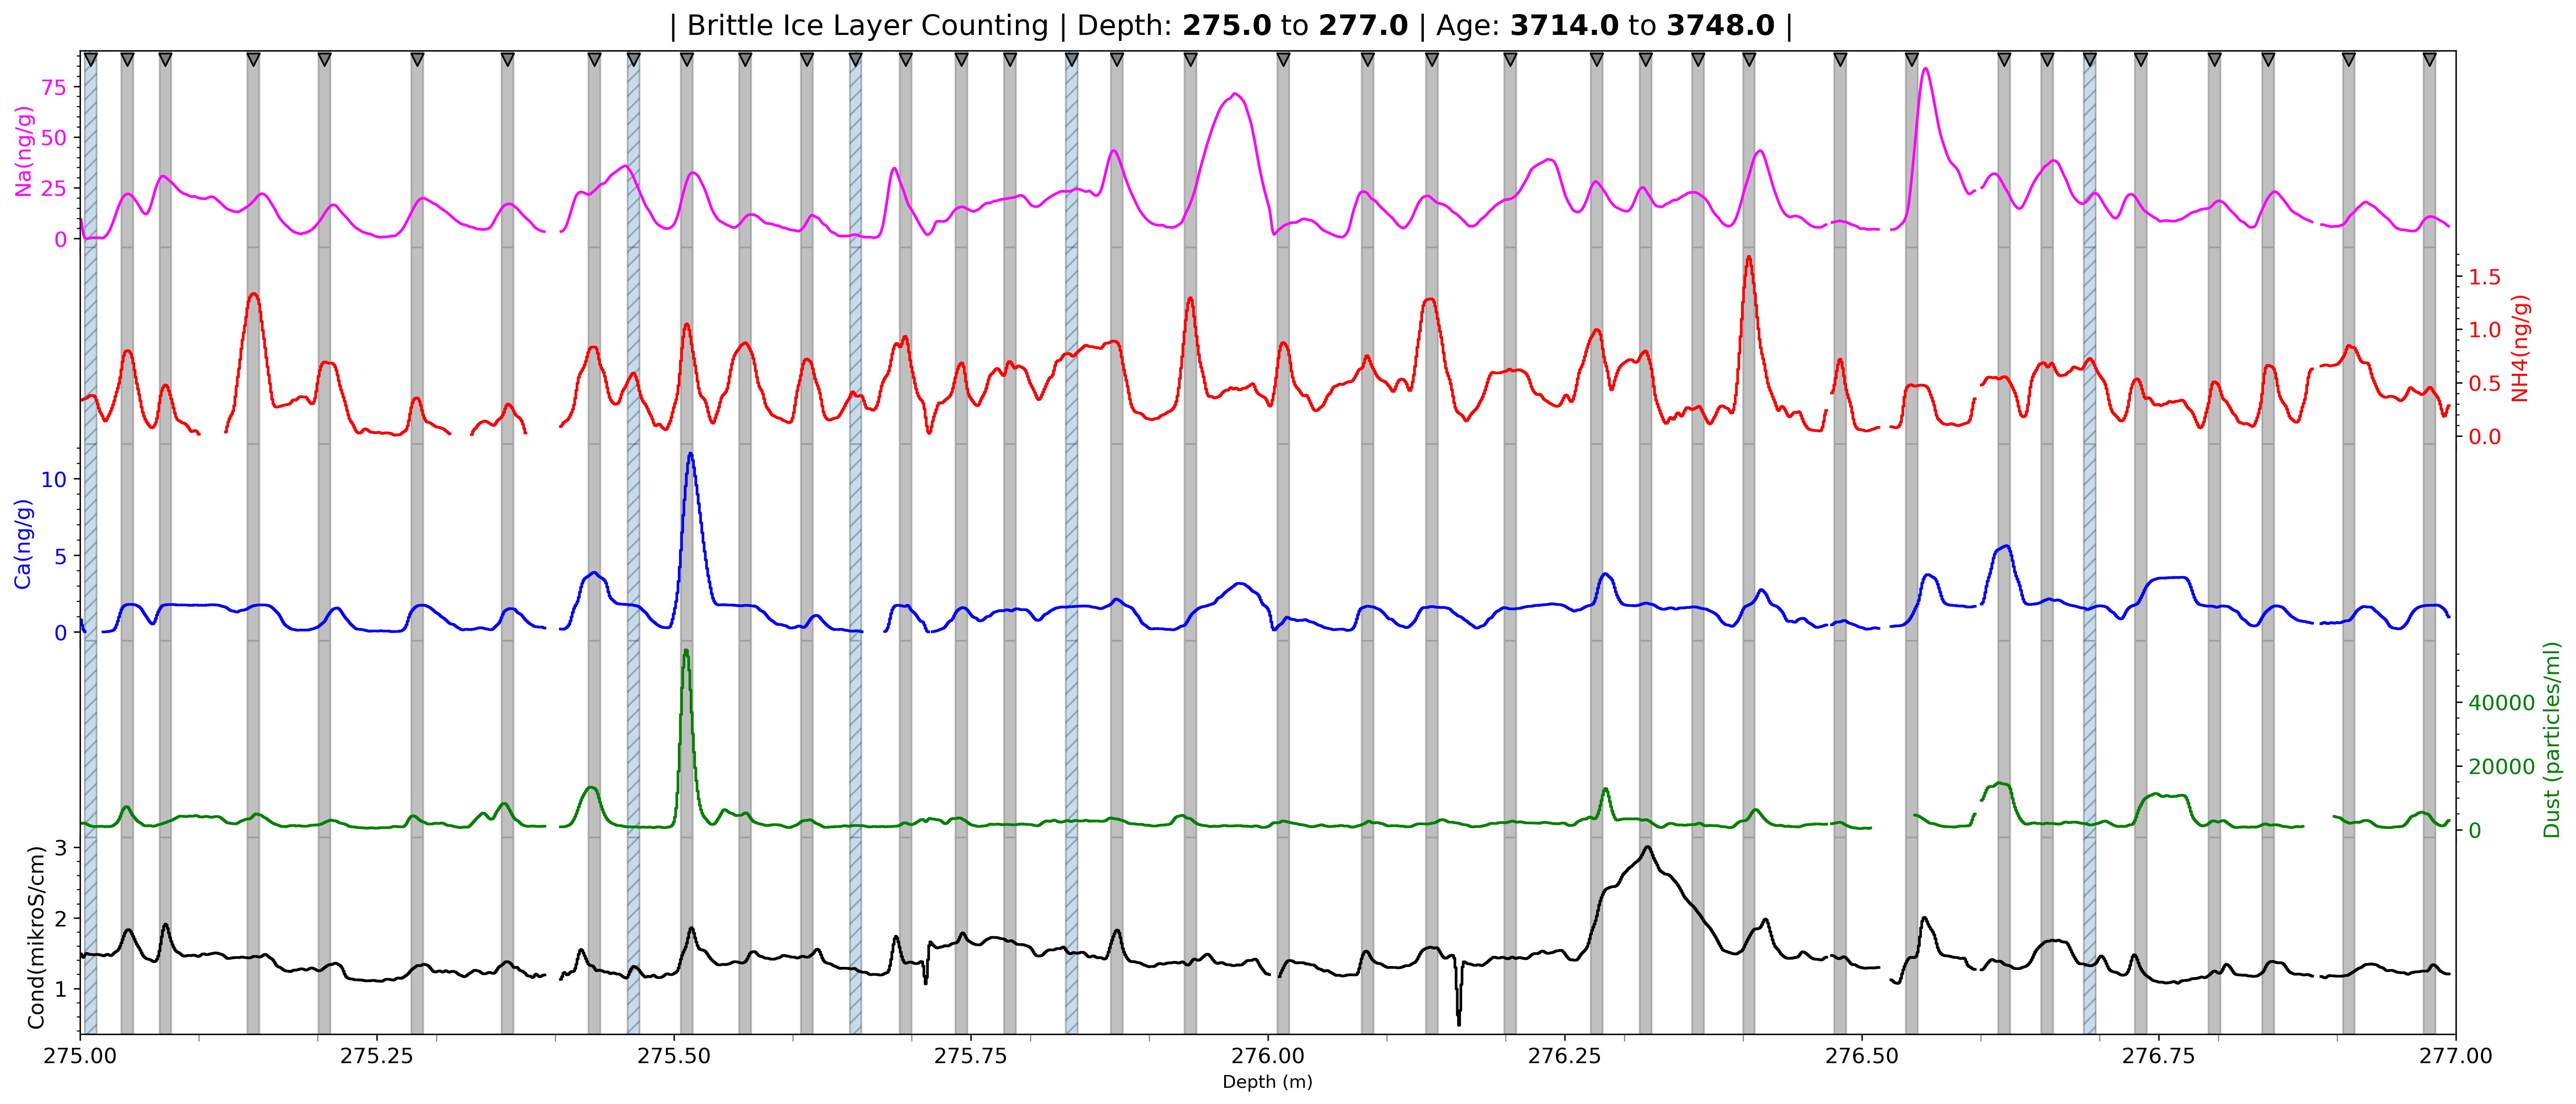 | Brittle Ice Layer Counting | Depth: 275.0 to 277.0 | Age: 3714.0 to 3748.0 |
Na(ng/g)
75
50
25
0
NH4(ng/g)
1.5
1.0
0.5
0.0
Ca(ng/g)
10
5
0
Dust (particles/ml)
40000
20000
0
Cond(mikroS/cm)
3
2
1
275.00 275.25 275.50 275.75 276.00 276.25 276.50 276.75 277.00
Depth (m)